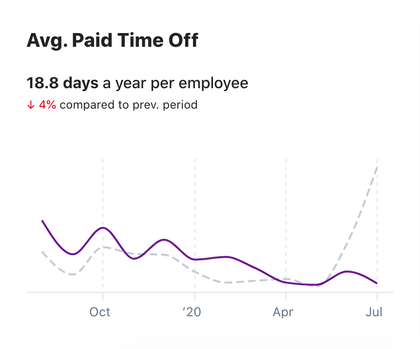 Avg. Paid Time Off
18.8 days a year per employee
↓ 4% compared to prev. period
Oct ’20 Apr Jul